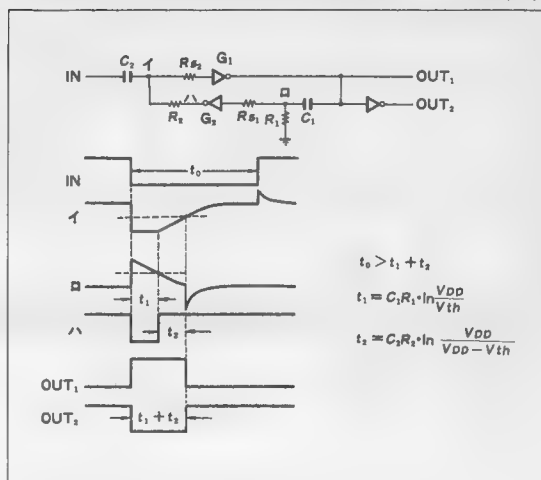 C₂ イ Rs₂ G₁
IN OUT₁
ハ ロ
R₂ G₂ Rs₁ R₁ C₁ OUT₂
t₀
IN
イ
t₀ > t₁ + t₂
ロ
t₁
t₁ = C₁R₁·ln VDD/Vth
ハ
t₂
t₂ = C₂R₂·ln VDD/(VDD − Vth)
OUT₁
OUT₂
t₁ + t₂